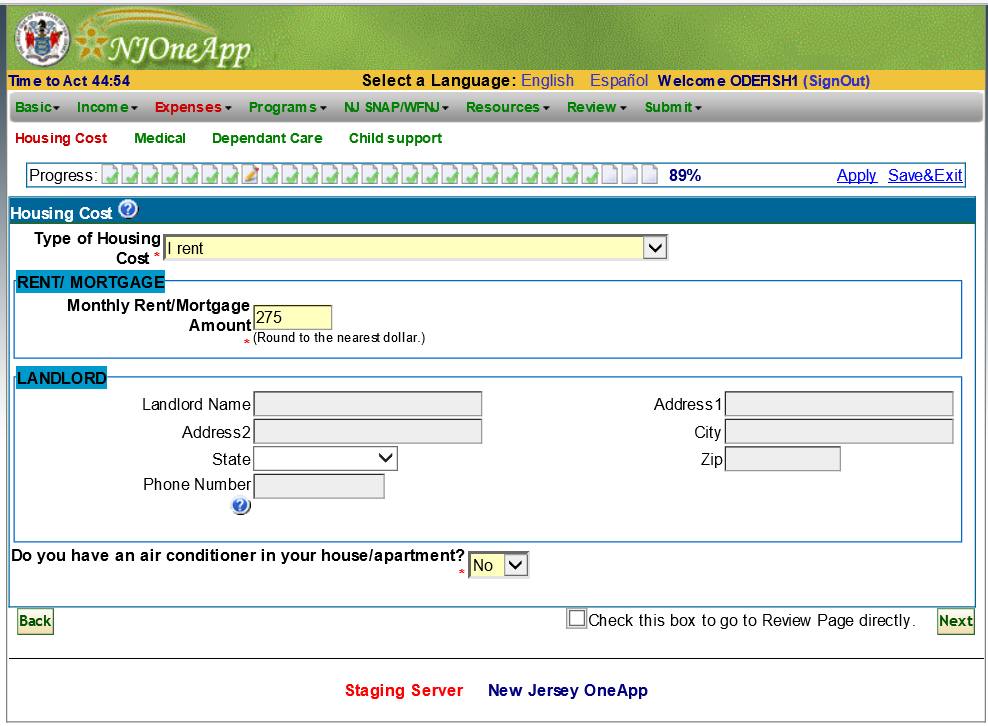 NJOneApp
Time to Act 44:54 Select a Language: English Español Welcome ODEFISH1 (SignOut)
Basic Income Expenses Programs NJ SNAP/WFNJ Resources Review Submit
Housing Cost Medical Dependant Care Child support
Progress: 89% Apply Save&Exit
Housing Cost ?
Type of Housing
Cost * I rent
RENT/ MORTGAGE
Monthly Rent/Mortgage
Amount 275
* (Round to the nearest dollar.)
LANDLORD
Landlord Name Address1
Address2 City
State Zip
Phone Number
?
Do you have an air conditioner in your house/apartment? No
*
Back Check this box to go to Review Page directly. Next
Staging Server New Jersey OneApp